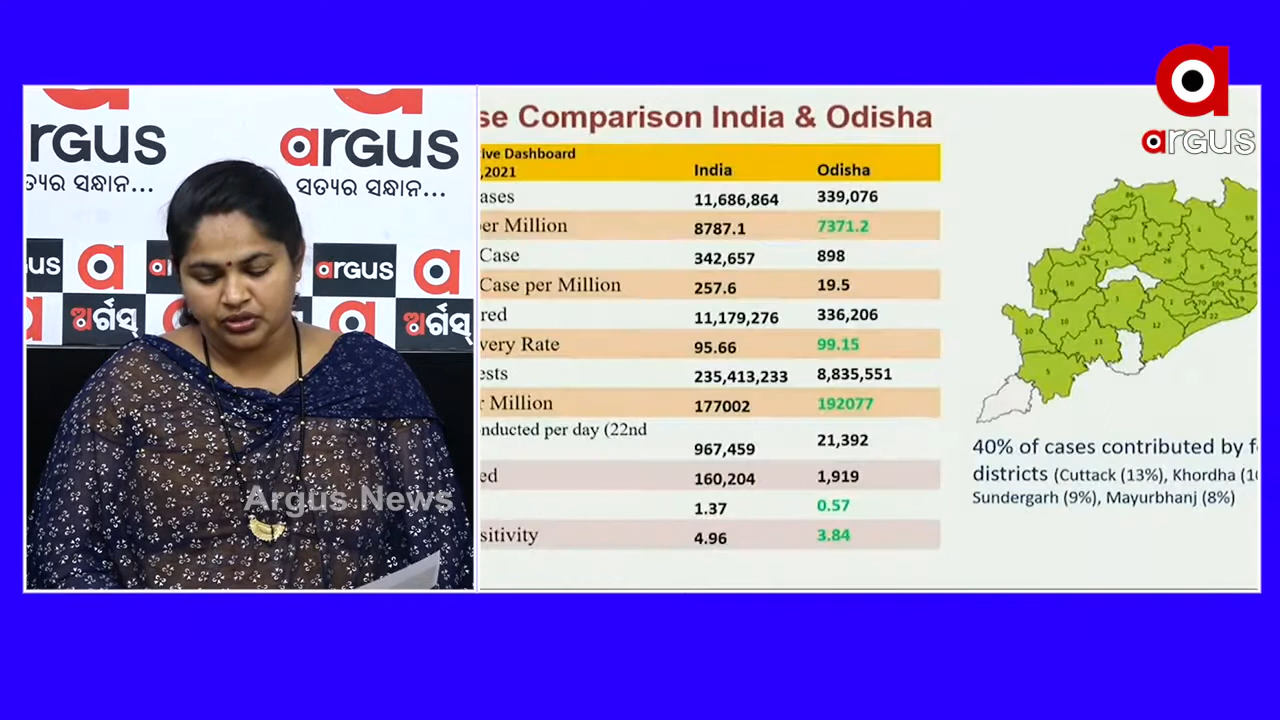 argus
argus
ସତ୍ୟର ସନ୍ଧାନ...
argus
ସତ୍ୟର ସନ୍ଧାନ...
argus
ଅର୍ଗସ୍
ଅର୍ଗସ୍
Argus News
se Comparison India & Odisha
ive Dashboard
,2021 India Odisha
ases 11,686,864 339,076
per Million 8787.1 7371.2
Case 342,657 898
Case per Million 257.6 19.5
red 11,179,276 336,206
very Rate 95.66 99.15
ests 235,413,233 8,835,551
r Million 177002 192077
onducted per day (22nd
967,459 21,392
ed 160,204 1,919
1.37 0.57
sitivity 4.96 3.84
40% of cases contributed by f
districts (Cuttack (13%), Khordha (1
Sundergarh (9%), Mayurbhanj (8%)